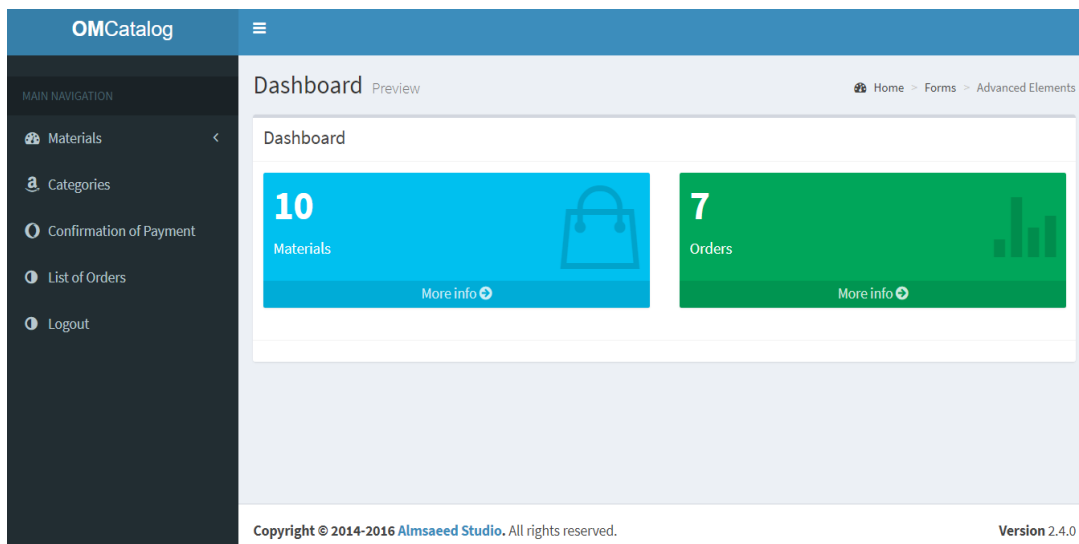 OMCatalog
MAIN NAVIGATION
Materials
Categories
Confirmation of Payment
List of Orders
Logout
Dashboard Preview
Home > Forms > Advanced Elements
Dashboard
10
Materials
More info
7
Orders
More info
Copyright © 2014-2016 Almsaeed Studio. All rights reserved.
Version 2.4.0